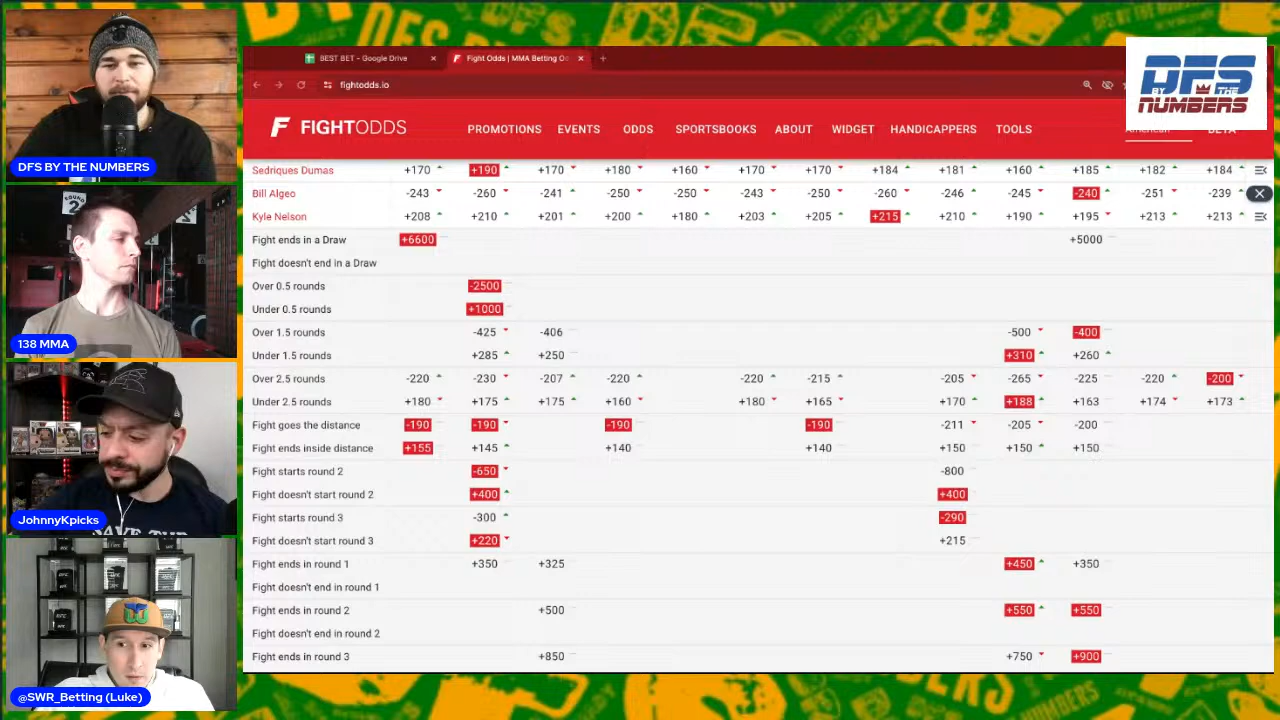 BEST BET - Google Drive
Fight Odds | MMA Betting Od
fightodds.io
DFS
BY THE
NUMBERS
FIGHTODDS
PROMOTIONS EVENTS ODDS SPORTSBOOKS ABOUT WIDGET HANDICAPPERS TOOLS
Sedriques Dumas +170 +190 +170 +180 +160 +170 +170 +184 +181 +160 +185 +182 +184
Bill Algeo -243 -260 -241 -250 -250 -243 -250 -260 -246 -245 -240 -251 -239
Kyle Nelson +208 +210 +201 +200 +180 +203 +205 +215 +210 +190 +195 +213 +213
Fight ends in a Draw +6600 +5000
Fight doesn't end in a Draw
Over 0.5 rounds -2500
Under 0.5 rounds +1000
Over 1.5 rounds -425 -406 -500 -400
Under 1.5 rounds +285 +250 +310 +260
Over 2.5 rounds -220 -230 -207 -220 -220 -215 -205 -265 -225 -220 -200
Under 2.5 rounds +180 +175 +175 +160 +180 +165 +170 +188 +163 +174 +173
Fight goes the distance -190 -190 -190 -190 -211 -205 -200
Fight ends inside distance +155 +145 +140 +140 +150 +150 +150
Fight starts round 2 -650 -800
Fight doesn't start round 2 +400 +400
Fight starts round 3 -300 -290
Fight doesn't start round 3 +220 +215
Fight ends in round 1 +350 +325 +450 +350
Fight doesn't end in round 1
Fight ends in round 2 +500 +550 +550
Fight doesn't end in round 2
Fight ends in round 3 +850 +750 +900
DFS BY THE NUMBERS
138 MMA
JohnnyKpicks
@SWR_Betting (Luke)